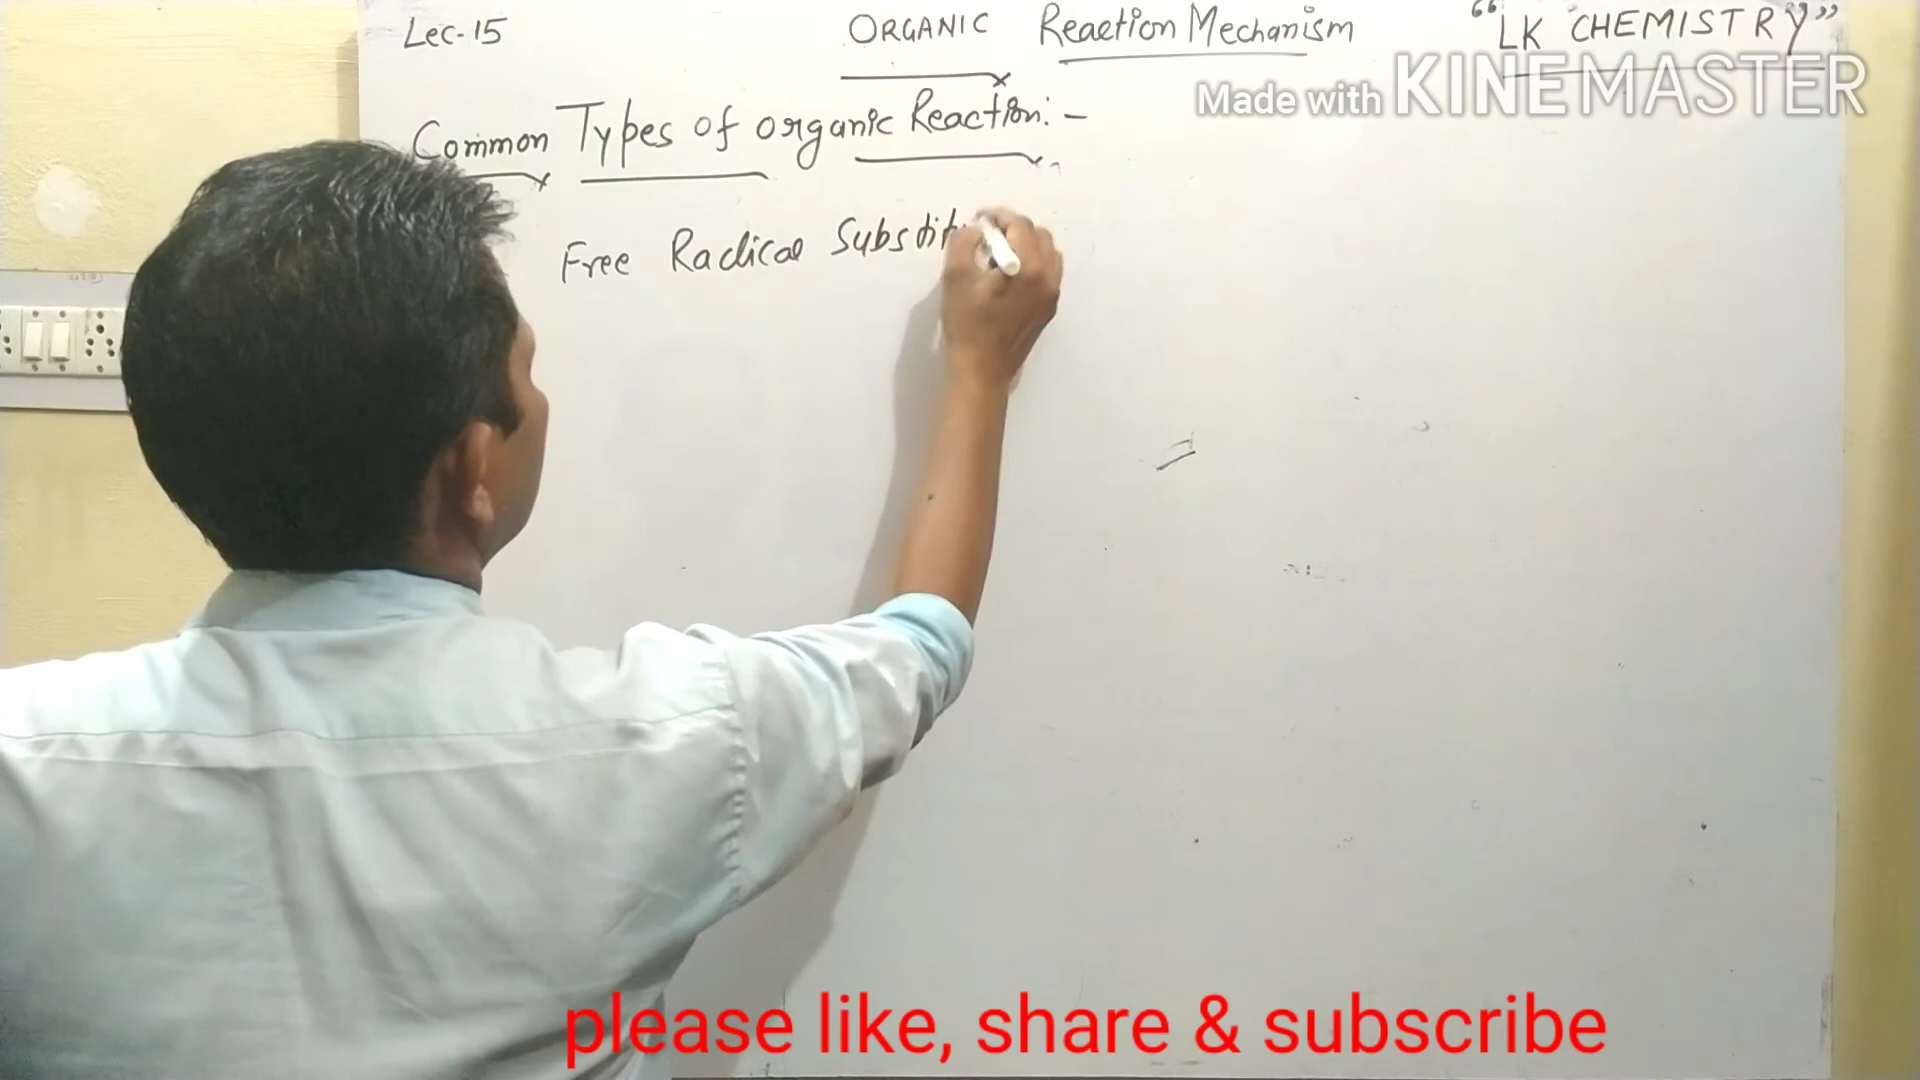 Lec-15
ORGANIC Reaction Mechanism
"LK CHEMISTRY"
Made with KINEMASTER
Common Types of organic Reaction:-
Free Radical Substit
please like, share & subscribe